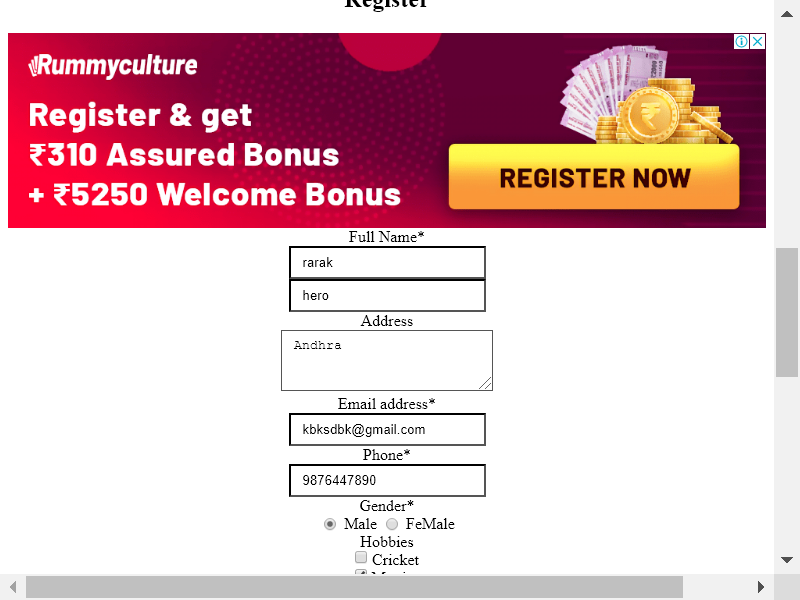 Register
Rummyculture
Register & get
₹310 Assured Bonus
+ ₹5250 Welcome Bonus
REGISTER NOW
Full Name*
rarak
hero
Address
Andhra
Email address*
kbksdbk@gmail.com
Phone*
9876447890
Gender*
Male FeMale
Hobbies
Cricket